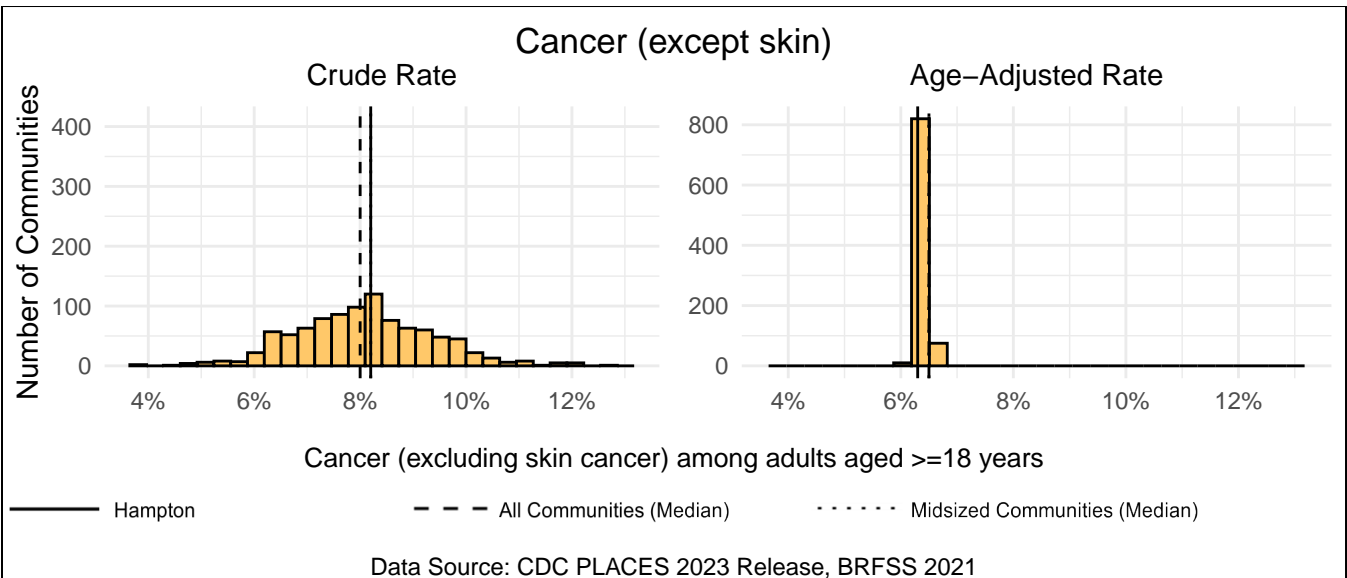 Cancer (except skin)
Crude Rate
Age−Adjusted Rate
Number of Communities
400
300
200
100
0
4%
6%
8%
10%
12%
800
600
400
200
0
4%
6%
8%
10%
12%
Cancer (excluding skin cancer) among adults aged >=18 years
Hampton
All Communities (Median)
Midsized Communities (Median)
Data Source: CDC PLACES 2023 Release, BRFSS 2021